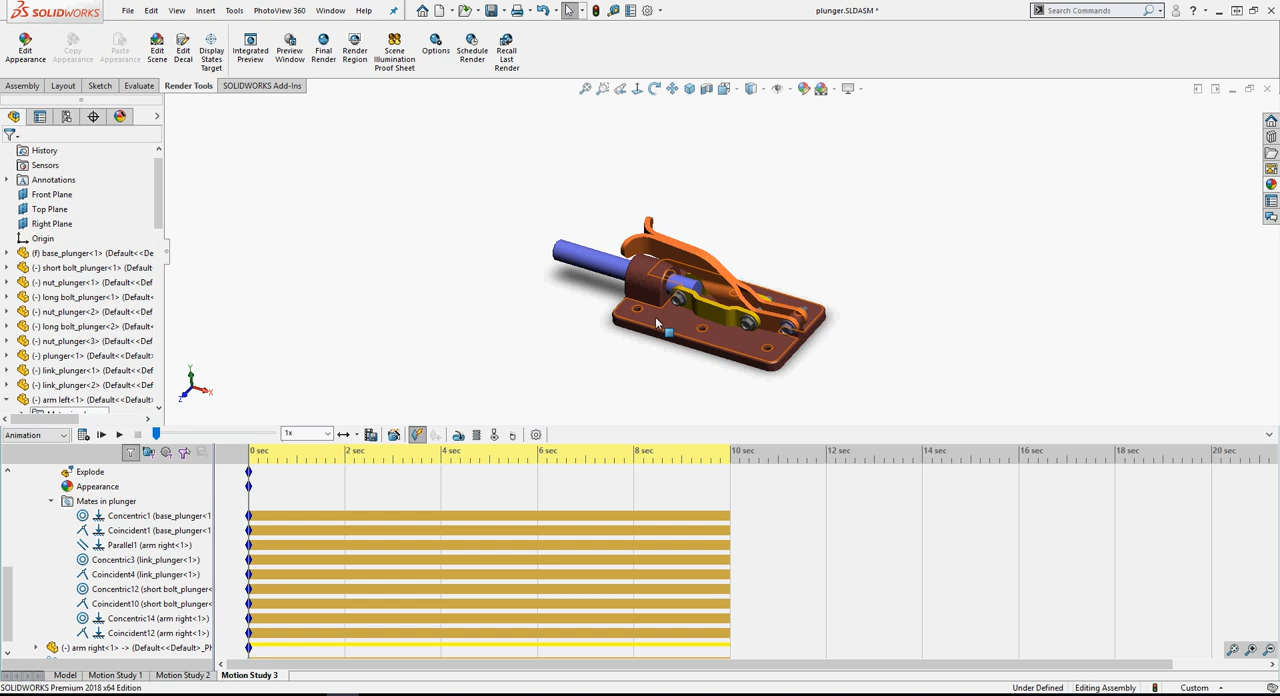 SOLIDWORKS
File Edit View Insert Tools PhotoView 360 Window Help
plunger.SLDASM *
Search Commands
Edit Appearance
Copy Appearance
Paste Appearance
Edit Scene
Edit Decal
Display States Target
Integrated Preview
Preview Window
Final Render
Render Region
Scene Illumination Proof Sheet
Options
Schedule Render
Recall Last Render
Assembly Layout Sketch Evaluate Render Tools SOLIDWORKS Add-Ins
History
Sensors
Annotations
Front Plane
Top Plane
Right Plane
Origin
(f) base_plunger<1> (Default<<De
(-) short bolt_plunger<1> (Default
(-) nut_plunger<1> (Default<<Def
(-) long bolt_plunger<1> (Default<
(-) nut_plunger<2> (Default<<Def
(-) long bolt_plunger<2> (Default<
(-) nut_plunger<3> (Default<<Def
(-) plunger<1> (Default<<Default>
(-) link_plunger<1> (Default<<Def
(-) link_plunger<2> (Default<<Def
(-) arm left<1> (Default<<Default>
Y
X
Z
Animation
1x
0 sec 2 sec 4 sec 6 sec 8 sec 10 sec 12 sec 14 sec 16 sec 18 sec 20 sec
Explode
Appearance
Mates in plunger
Concentric1 (base_plunger<1
Coincident1 (base_plunger<1
Parallel1 (arm right<1>)
Concentric3 (link_plunger<1>)
Coincident4 (link_plunger<1>)
Concentric12 (short bolt_plunger<
Coincident10 (short bolt_plunger<
Concentric14 (arm right<1>)
Coincident12 (arm right<1>)
(-) arm right<1> -> (Default<<Default>_Pl
Model Motion Study 1 Motion Study 2 Motion Study 3
SOLIDWORKS Premium 2018 x64 Edition
Under Defined Editing Assembly Custom